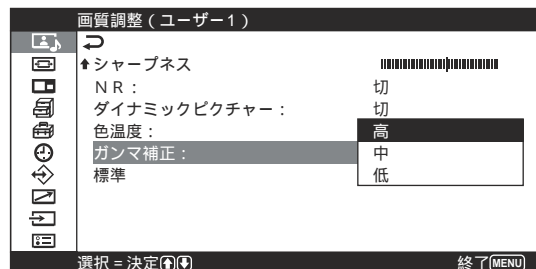 画質調整（ユーザー1）
シャープネス
NR： 切
ダイナミックピクチャー： 切
色温度： 高
ガンマ補正： 中
標準 低
選択＝決定 終了 MENU